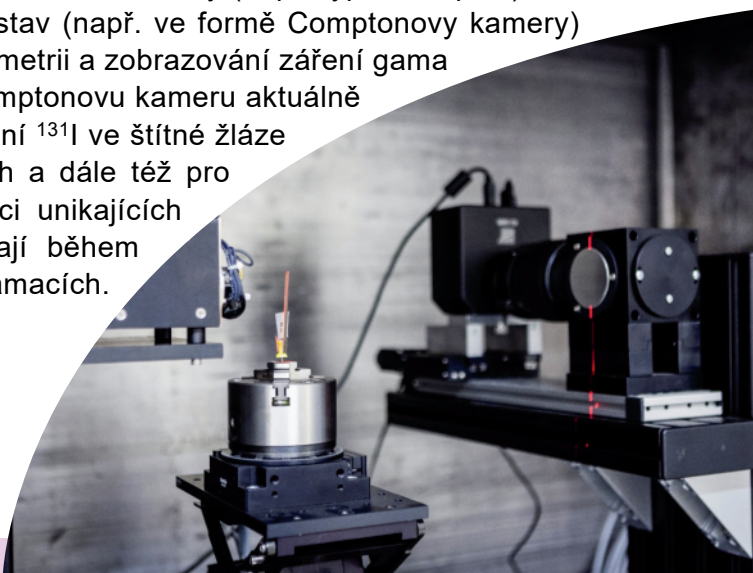 stav (např. ve formě Comptonovy kamery)
metrii a zobrazování záření gama
mptonovu kameru aktuálně
ní ¹³¹I ve štítné žláze
h a dále též pro
ci unikajících
ají během
amacích.